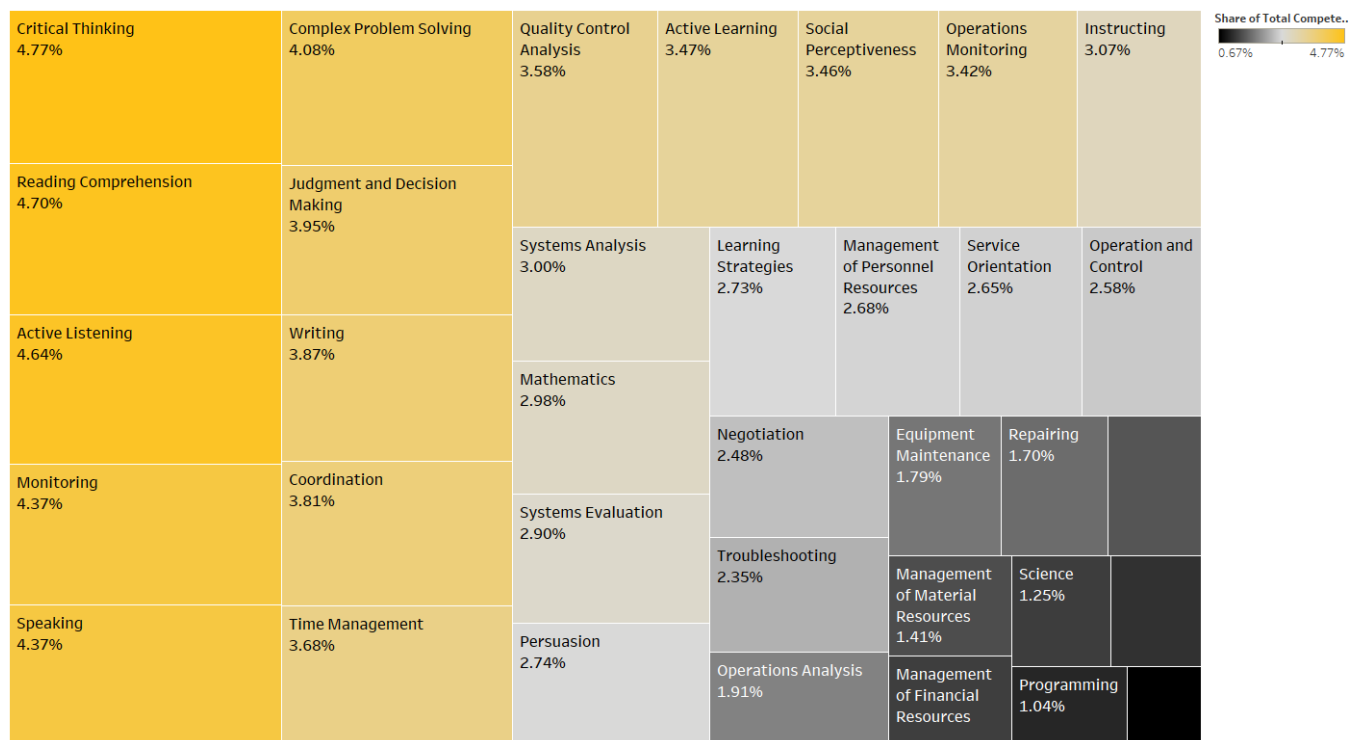 Critical Thinking
4.77%
Reading Comprehension
4.70%
Active Listening
4.64%
Monitoring
4.37%
Speaking
4.37%
Complex Problem Solving
4.08%
Judgment and Decision
Making
3.95%
Writing
3.87%
Coordination
3.81%
Time Management
3.68%
Quality Control
Analysis
3.58%
Active Learning
3.47%
Social
Perceptiveness
3.46%
Operations
Monitoring
3.42%
Instructing
3.07%
Systems Analysis
3.00%
Mathematics
2.98%
Systems Evaluation
2.90%
Persuasion
2.74%
Learning
Strategies
2.73%
Management
of Personnel
Resources
2.68%
Service
Orientation
2.65%
Operation and
Control
2.58%
Negotiation
2.48%
Troubleshooting
2.35%
Operations Analysis
1.91%
Equipment
Maintenance
1.79%
Repairing
1.70%
Management
of Material
Resources
1.41%
Management
of Financial
Resources
Science
1.25%
Programming
1.04%
Share of Total Compete..
0.67% 4.77%